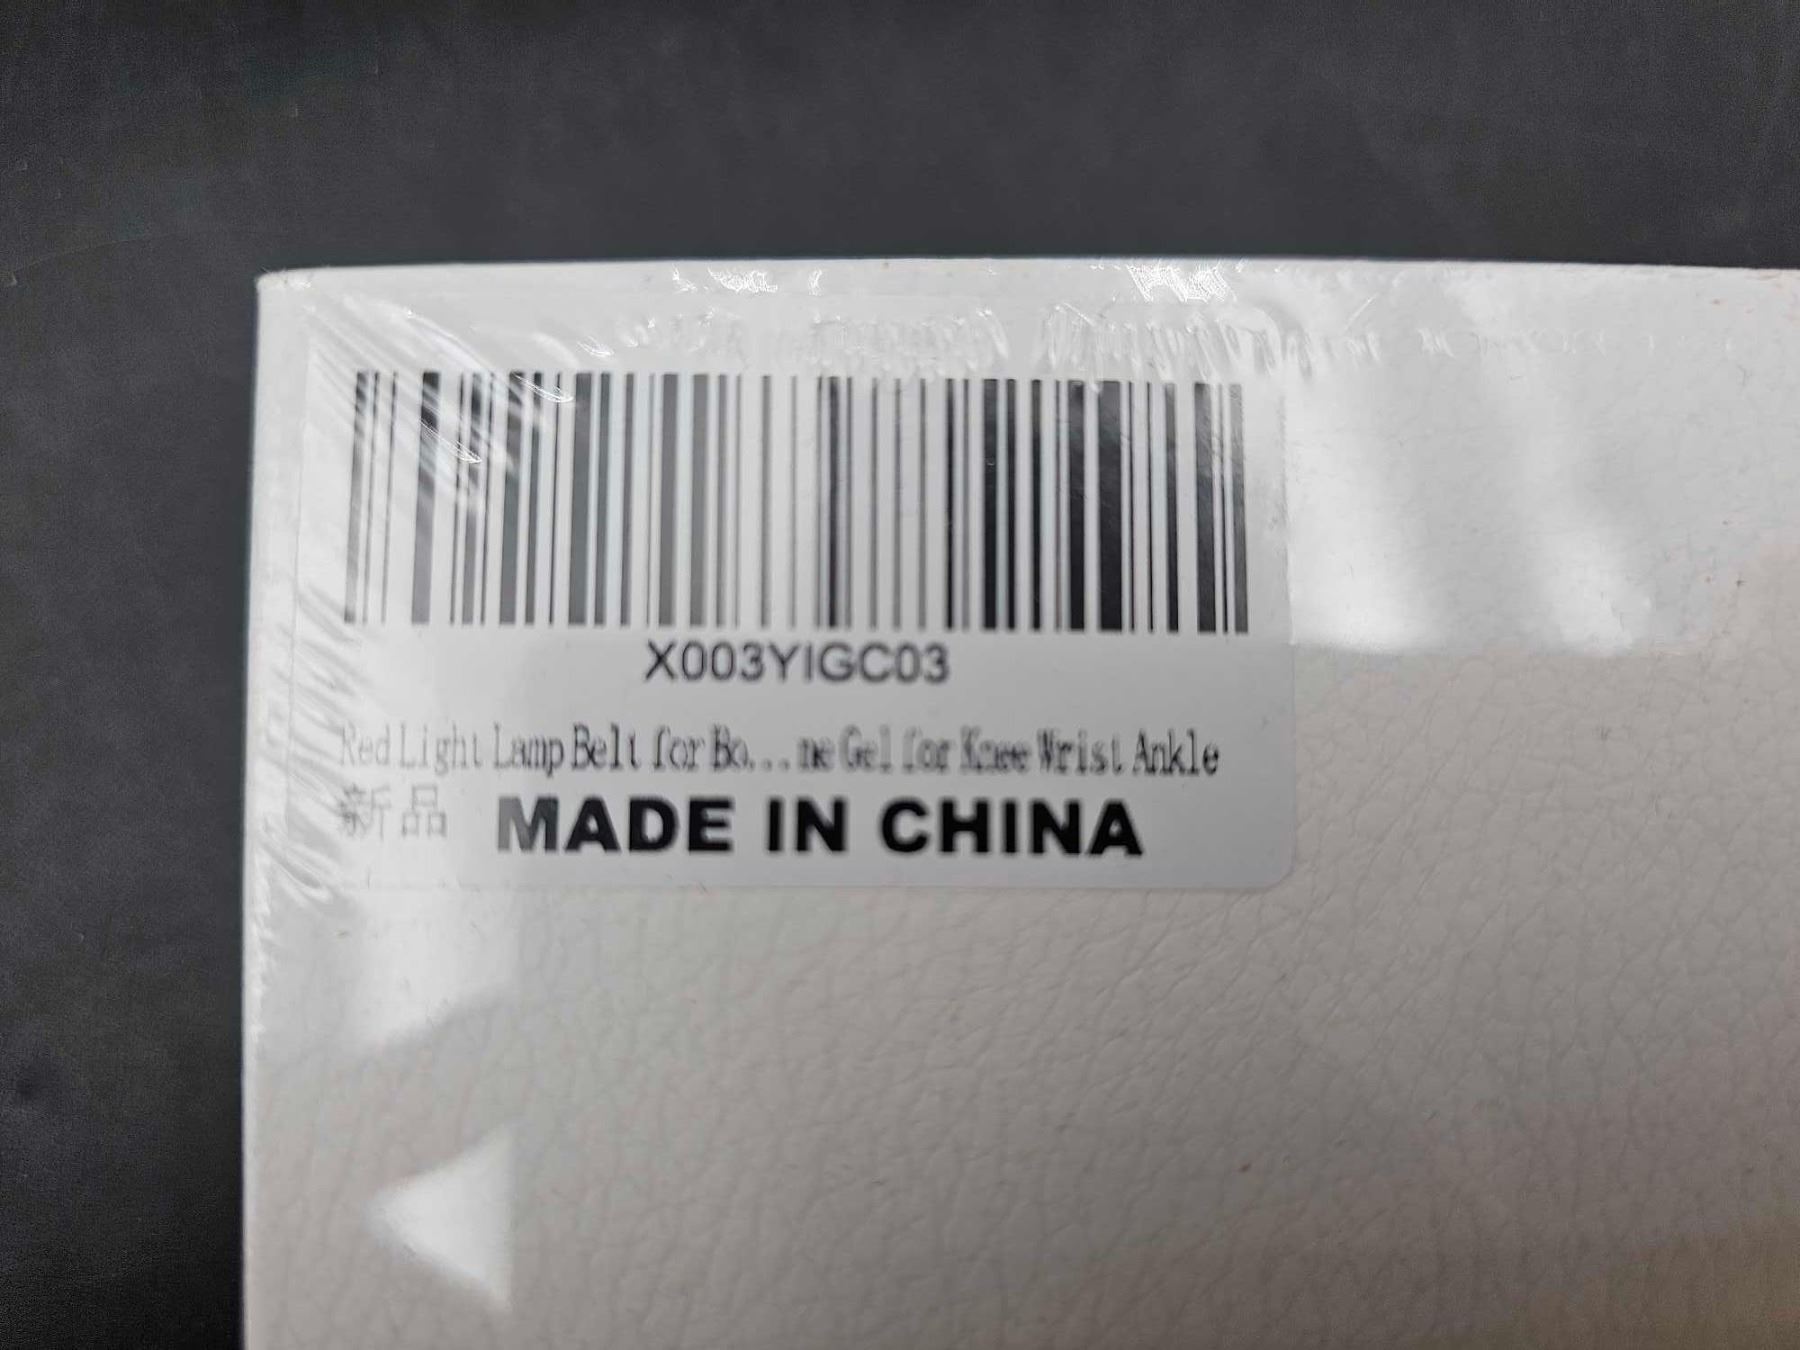 X003YIGC03
Red Light Lamp Belt for Bo...ne Gel for Knee Wrist Ankle
新品 MADE IN CHINA